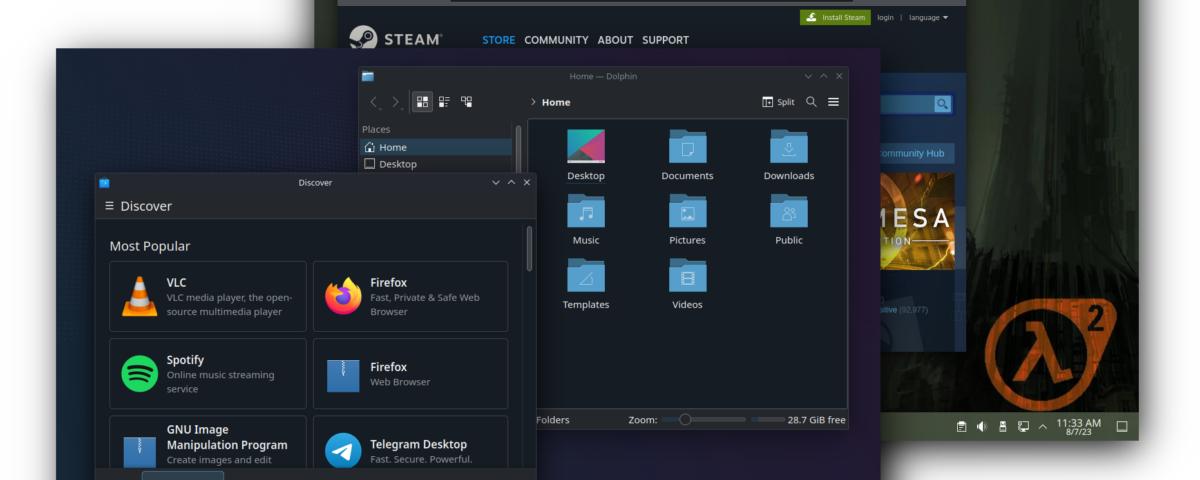 Install Steam login | language
STEAM®
STORE COMMUNITY ABOUT SUPPORT
Home — Dolphin
Home
Split
Places
Home
Desktop
Desktop
Documents
Downloads
Music
Pictures
Public
Templates
Videos
Folders
Zoom:
28.7 GiB free
Discover
Discover
Most Popular
VLC
VLC media player, the open-
source multimedia player
Firefox
Fast, Private & Safe Web
Browser
Spotify
Online music streaming
service
Firefox
Web Browser
GNU Image
Manipulation Program
Create images and edit
Telegram Desktop
Fast. Secure. Powerful.
Community Hub
MESA
(92,977)
2
11:33 AM
8/7/23